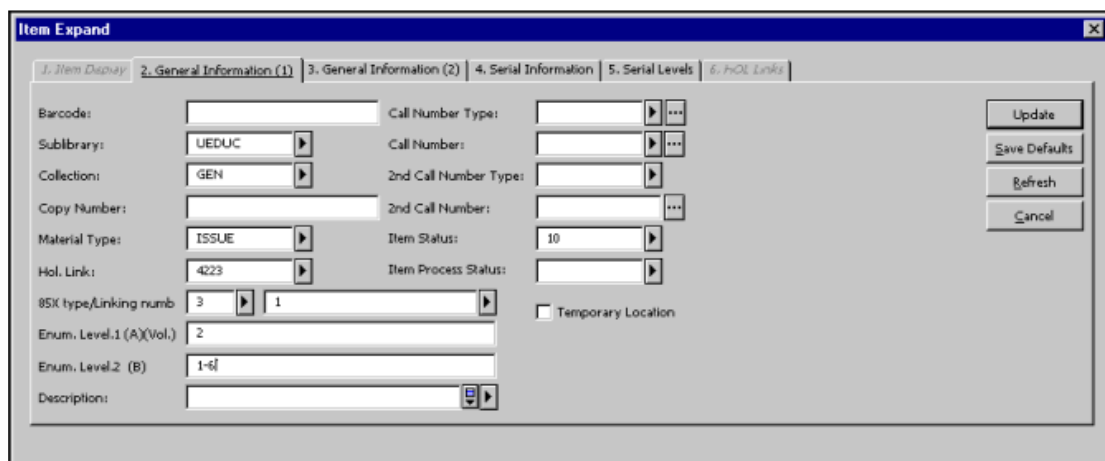 Item Expand
1. Item Display 2. General Information (1) 3. General Information (2) 4. Serial Information 5. Serial Levels 6. HOL Links
Barcode: Call Number Type: ... Update
Sublibrary: UEDUC Call Number: ... Save Defaults
Collection: GEN 2nd Call Number Type: Refresh
Copy Number: 2nd Call Number: ... Cancel
Material Type: ISSUE Item Status: 10
Hol. Link: 4223 Item Process Status:
85X type/Linking numb 3 1 Temporary Location
Enum. Level.1 (A)(Vol.) 2
Enum. Level.2 (B) 1-6
Description: